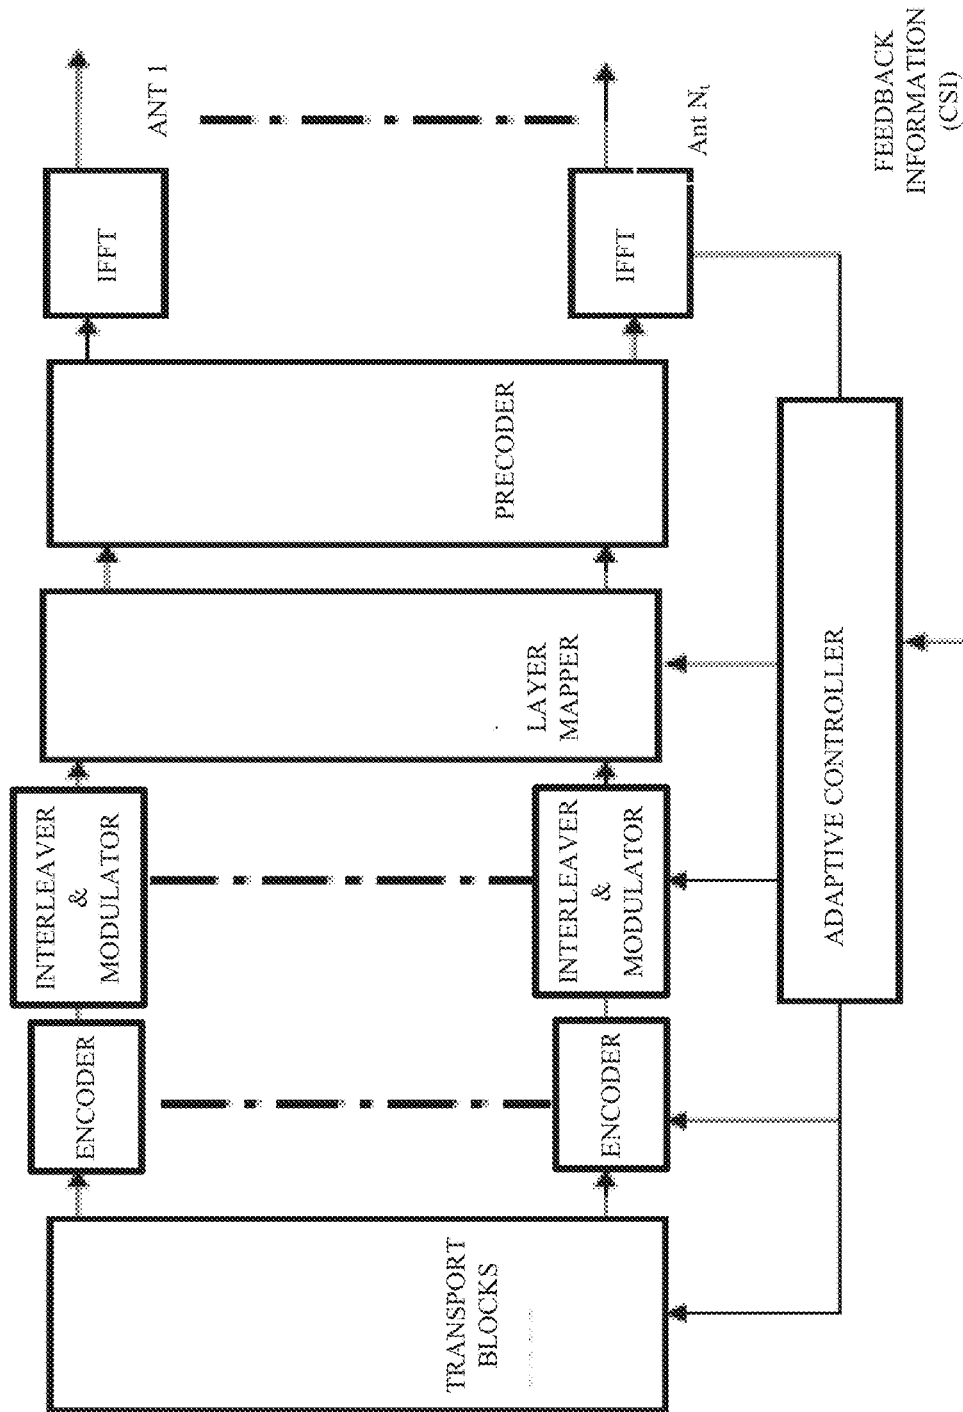 TRANSPORT
BLOCKS
ENCODER
ENCODER
INTERLEAVER
&
MODULATOR
INTERLEAVER
&
MODULATOR
LAYER
MAPPER
PRECODER
IFFT
IFFT
ANT 1
Ant Nt
ADAPTIVE CONTROLLER
FEEDBACK
INFORMATION
(CSI)